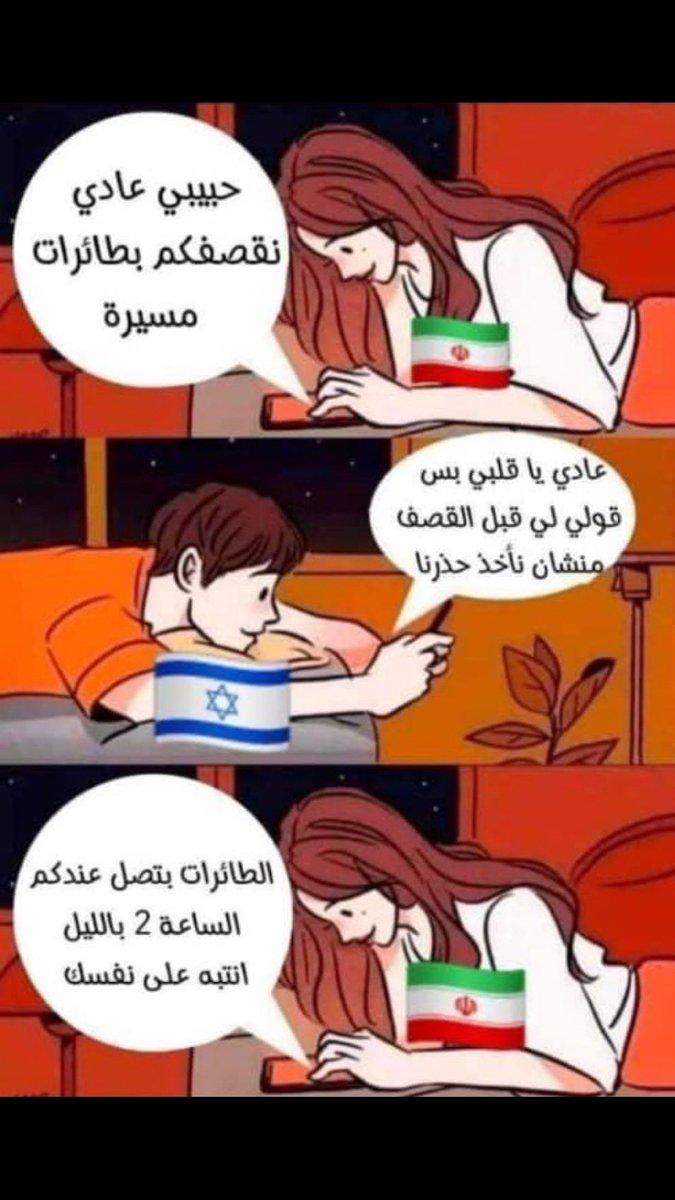 حبيبي عادي
نقصفكم بطائرات
مسيرة
عادي يا قلبي بس
قولي لي قبل القصف
منشان نأخذ حذرنا
الطائرات بتصل عندكم
الساعة 2 بالليل
انتبه على نفسك